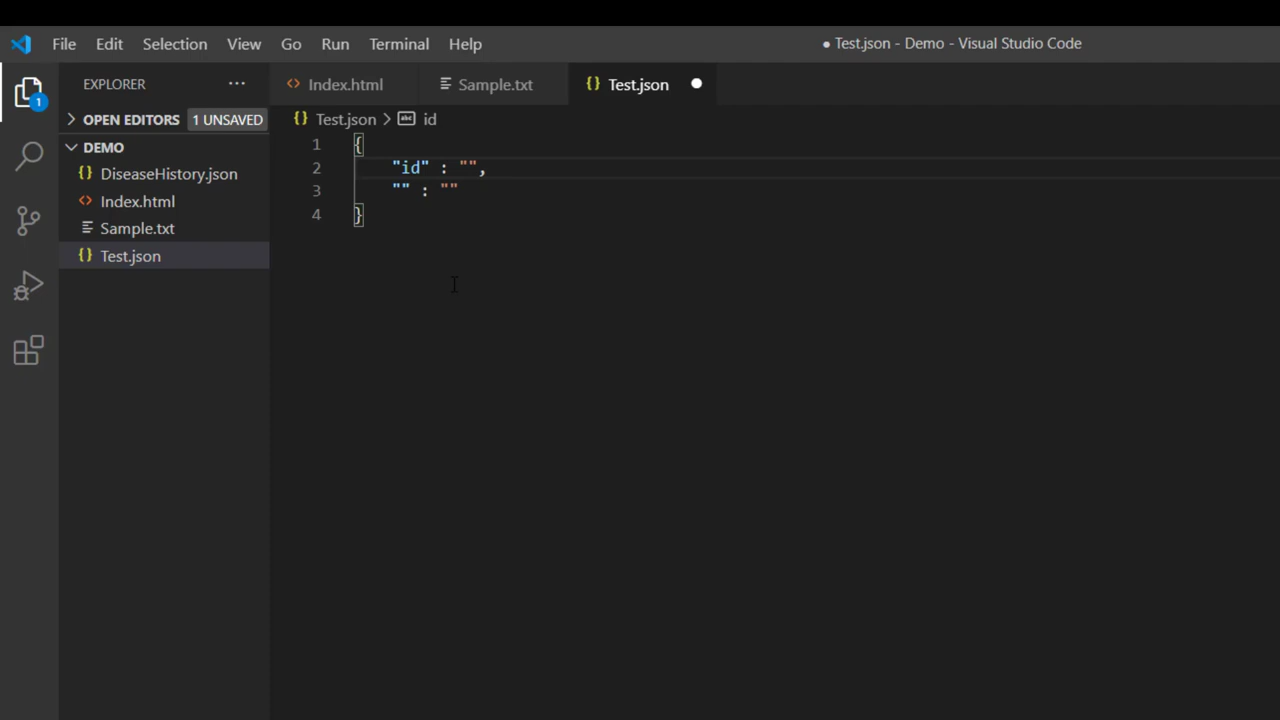 File Edit Selection View Go Run Terminal Help ● Test.json - Demo - Visual Studio Code
1
EXPLORER ···
Index.html Sample.txt {} Test.json ●
> OPEN EDITORS 1 UNSAVED
{} Test.json > abc id
DEMO
{} DiseaseHistory.json
Index.html
Sample.txt
{} Test.json
1 {
2 "id" : "",
3 "" : ""
4 }